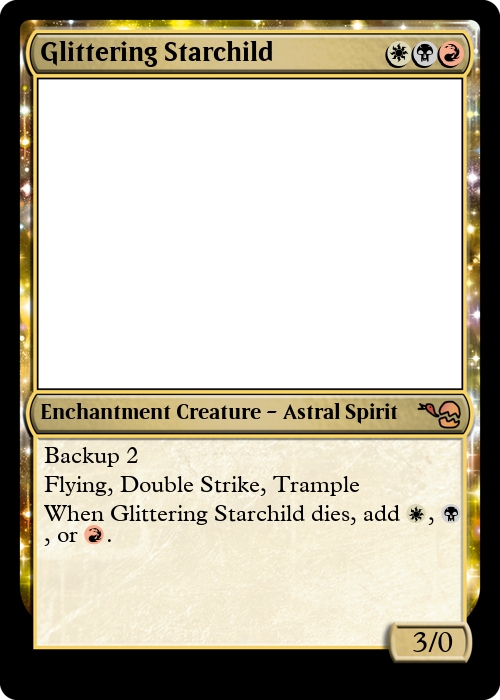 Glittering Starchild
Enchantment Creature – Astral Spirit
Backup 2
Flying, Double Strike, Trample
When Glittering Starchild dies, add , 
, or .
3/0